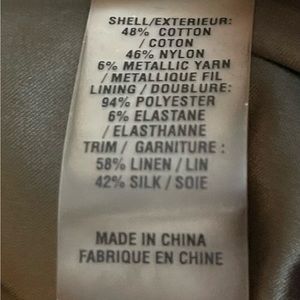 SHELL/EXTERIEUR:
48% COTTON
/ COTON
46% NYLON
6% METALLIC YARN
/ METALLIQUE FIL
LINING / DOUBLURE:
94% POLYESTER
6% ELASTANE
/ ELASTHANNE
TRIM / GARNITURE :
58% LINEN / LIN
42% SILK / SOIE
MADE IN CHINA
FABRIQUE EN CHINE